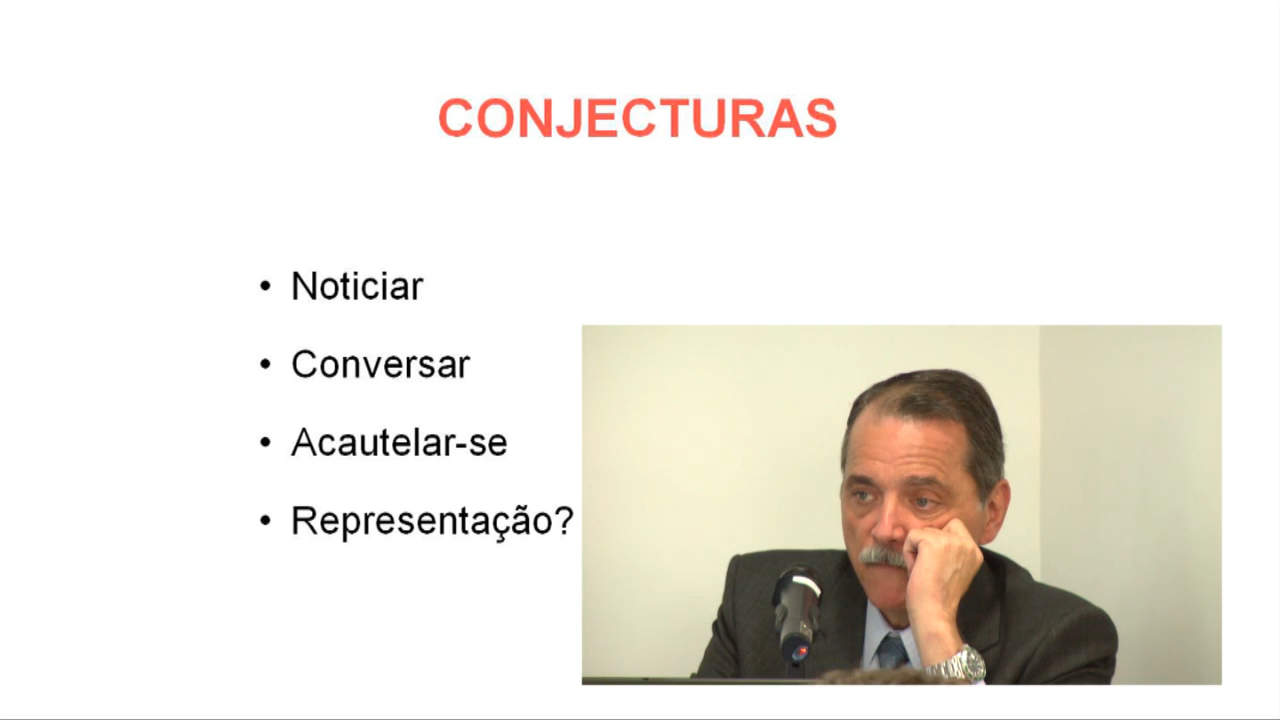 CONJECTURAS
• Noticiar
• Conversar
• Acautelar-se
• Representação?